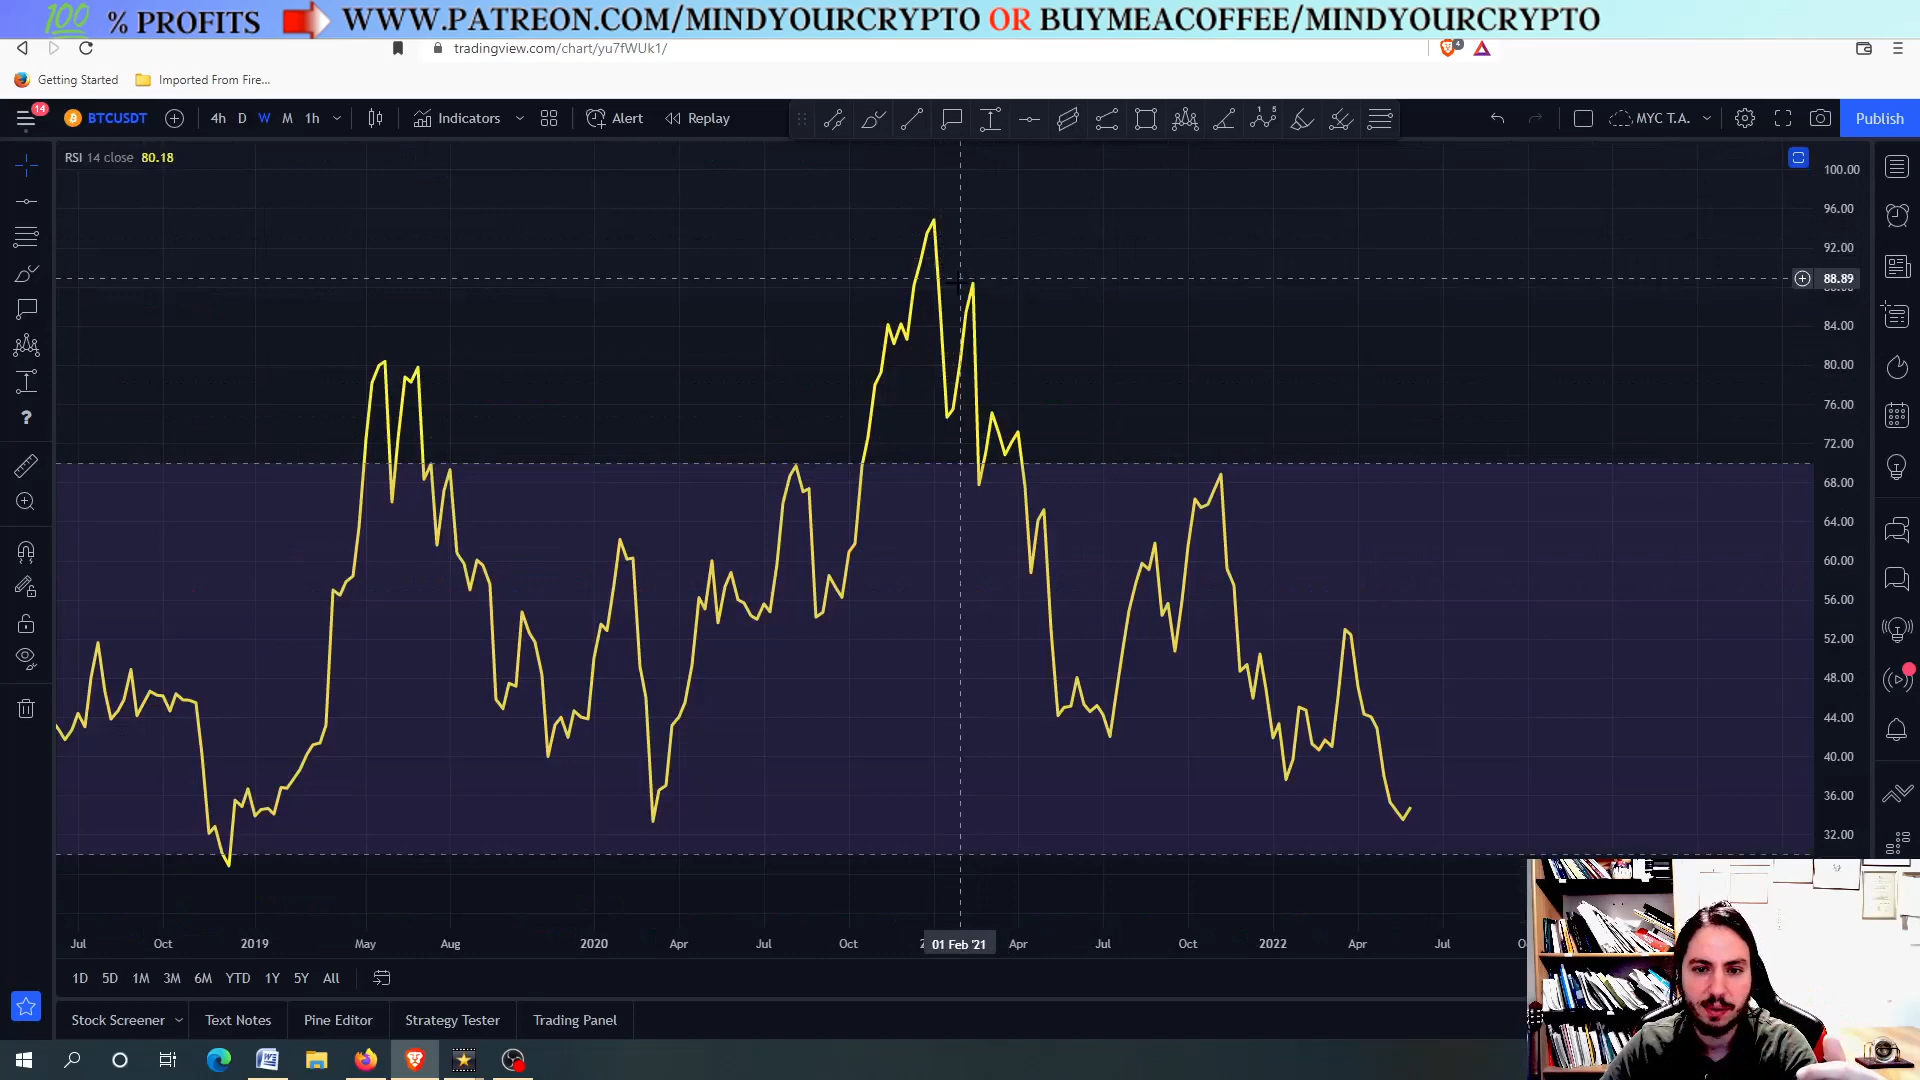 100 % PROFITS WWW.PATREON.COM/MINDYOURCRYPTO OR BUYMEACOFFEE/MINDYOURCRYPTO
tradingview.com/chart/yu7fWUk1/
4
Getting Started Imported From Fire...
14 BTCUSDT 4h D W M 1h Indicators Alert Replay MYC T.A. Publish
RSI 14 close 80.18
100.00
96.00
92.00
88.89
84.00
80.00
76.00
72.00
68.00
64.00
60.00
56.00
52.00
48.00
44.00
40.00
36.00
32.00
Jul Oct 2019 May Aug 2020 Apr Jul Oct 01 Feb '21 Apr Jul Oct 2022 Apr Jul
1D 5D 1M 3M 6M YTD 1Y 5Y All
Stock Screener Text Notes Pine Editor Strategy Tester Trading Panel